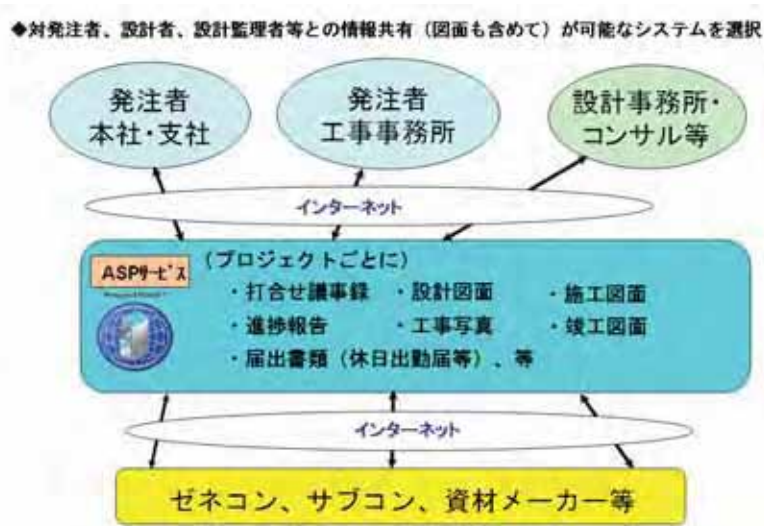 ◆対発注者、設計者、設計監理者等との情報共有（図面も含めて）が可能なシステムを選択
発注者
本社・支社
発注者
工事事務所
設計事務所・
コンサル等
インターネット
ASPｻｰﾋﾞｽ
（プロジェクトごとに）
・打合せ議事録 ・設計図面 ・施工図面
・進捗報告 ・工事写真 ・竣工図面
・届出書類（休日出勤届等）、等
インターネット
ゼネコン、サブコン、資材メーカー等